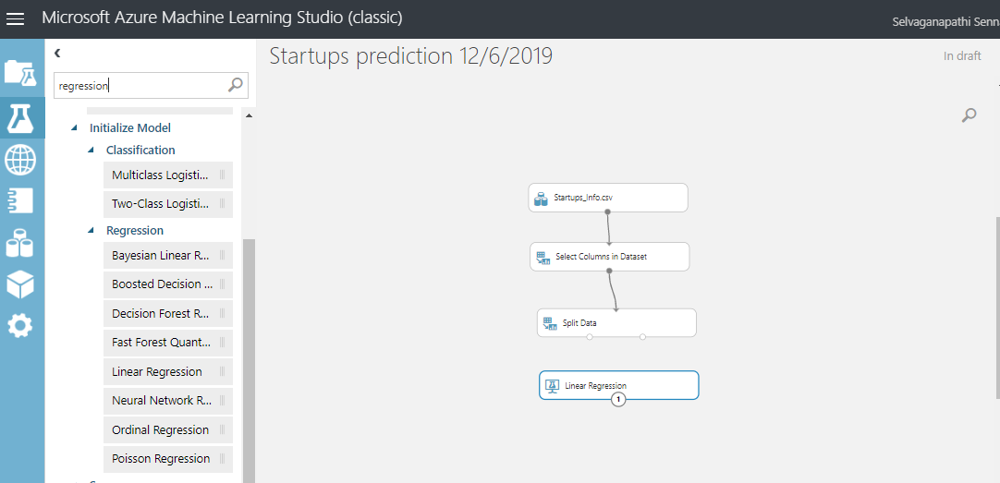 Microsoft Azure Machine Learning Studio (classic)
Selvaganapathi Senn
regression
Startups prediction 12/6/2019
In draft
Initialize Model
Classification
Multiclass Logisti...
Two-Class Logisti...
Regression
Bayesian Linear R...
Boosted Decision ...
Decision Forest R...
Fast Forest Quant...
Linear Regression
Neural Network R...
Ordinal Regression
Poisson Regression
Startups_Info.csv
Select Columns in Dataset
Split Data
Linear Regression
1